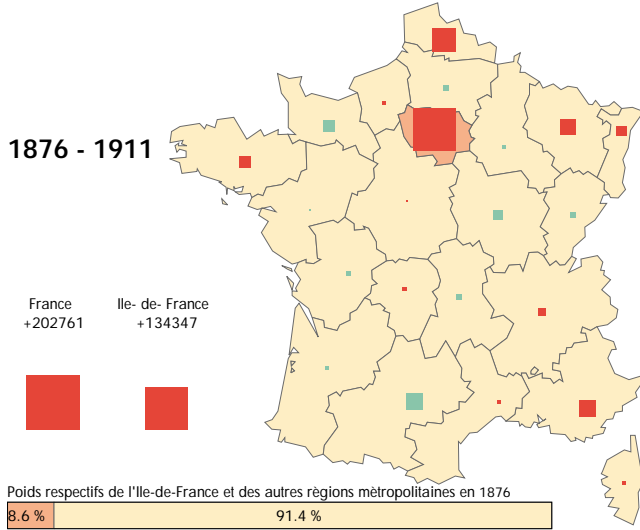 1876 - 1911
France
+202761
Ile- de- France
+134347
Poids respectifs de l'Ile-de-France et des autres règions mètropolitaines en 1876
8.6 %
91.4 %